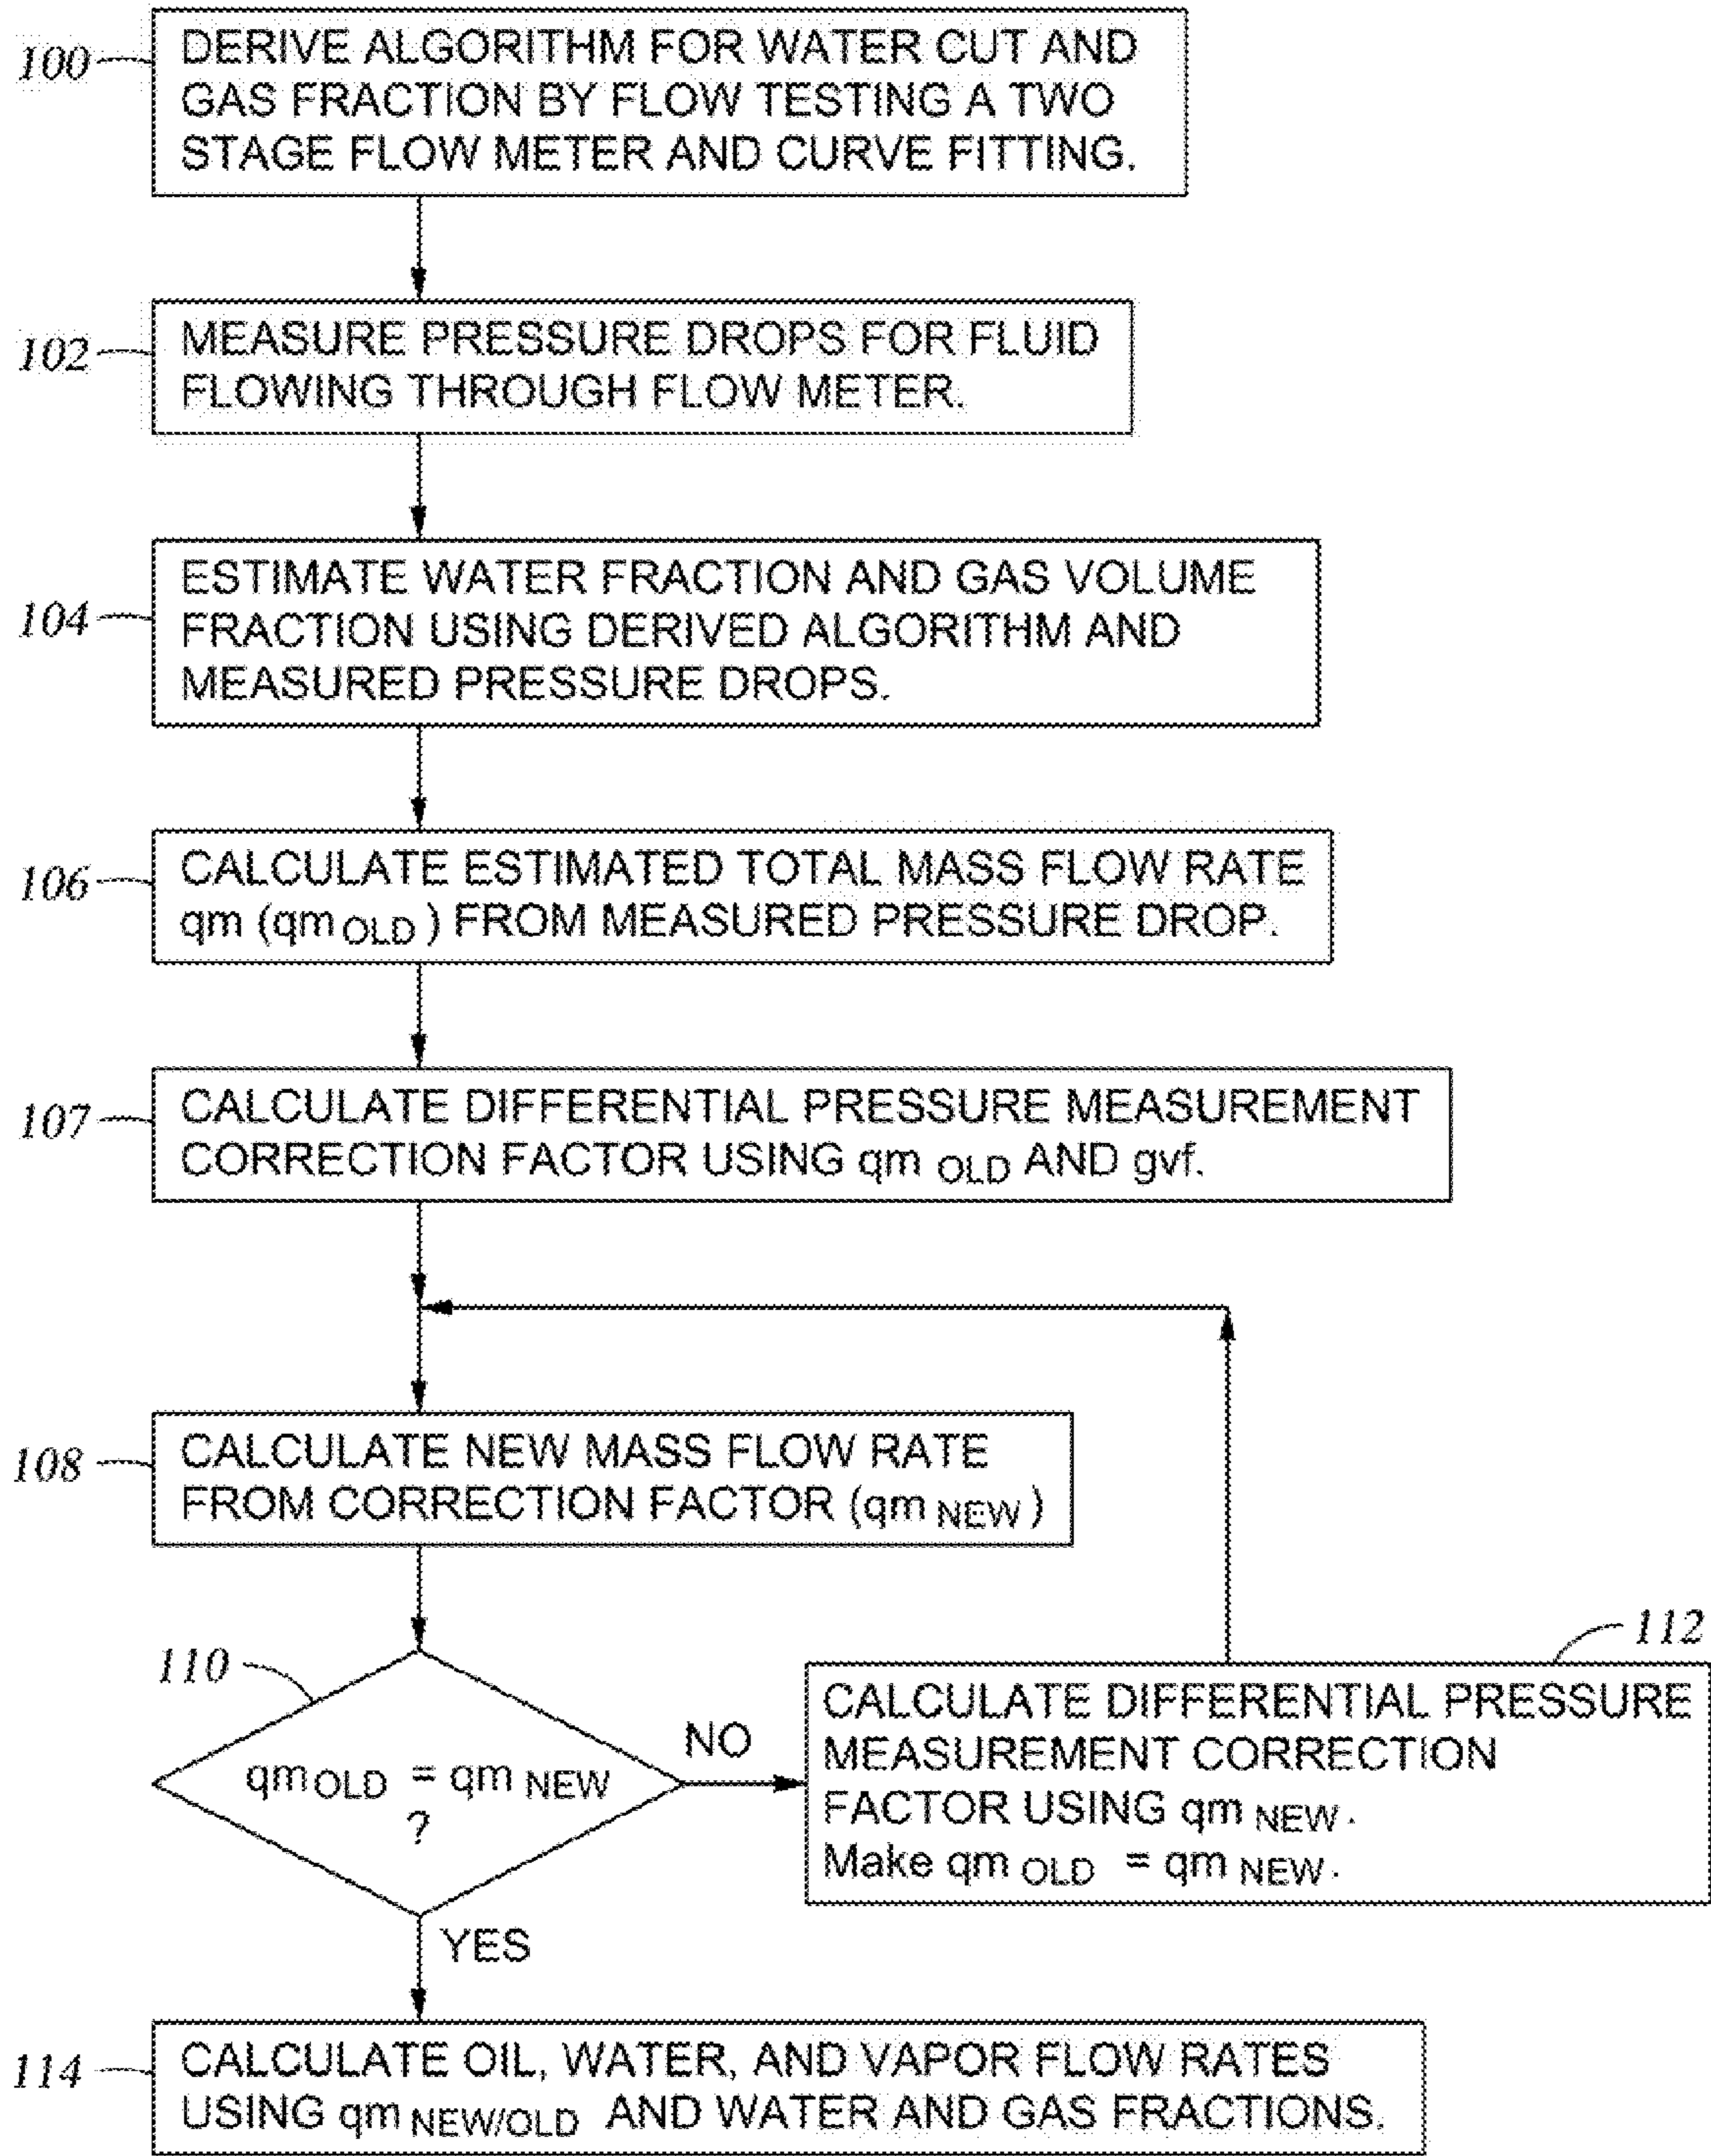 100
DERIVE ALGORITHM FOR WATER CUT AND
GAS FRACTION BY FLOW TESTING A TWO
STAGE FLOW METER AND CURVE FITTING.
102
MEASURE PRESSURE DROPS FOR FLUID
FLOWING THROUGH FLOW METER.
104
ESTIMATE WATER FRACTION AND GAS VOLUME
FRACTION USING DERIVED ALGORITHM AND
MEASURED PRESSURE DROPS.
106
CALCULATE ESTIMATED TOTAL MASS FLOW RATE
qm (qm OLD ) FROM MEASURED PRESSURE DROP.
107
CALCULATE DIFFERENTIAL PRESSURE MEASUREMENT
CORRECTION FACTOR USING qm OLD AND gvf.
108
CALCULATE NEW MASS FLOW RATE
FROM CORRECTION FACTOR (qm NEW )
110
qm OLD = qm NEW
?
NO
112
CALCULATE DIFFERENTIAL PRESSURE
MEASUREMENT CORRECTION
FACTOR USING qm NEW.
Make qm OLD = qm NEW.
YES
114
CALCULATE OIL, WATER, AND VAPOR FLOW RATES
USING qm NEW/OLD AND WATER AND GAS FRACTIONS.